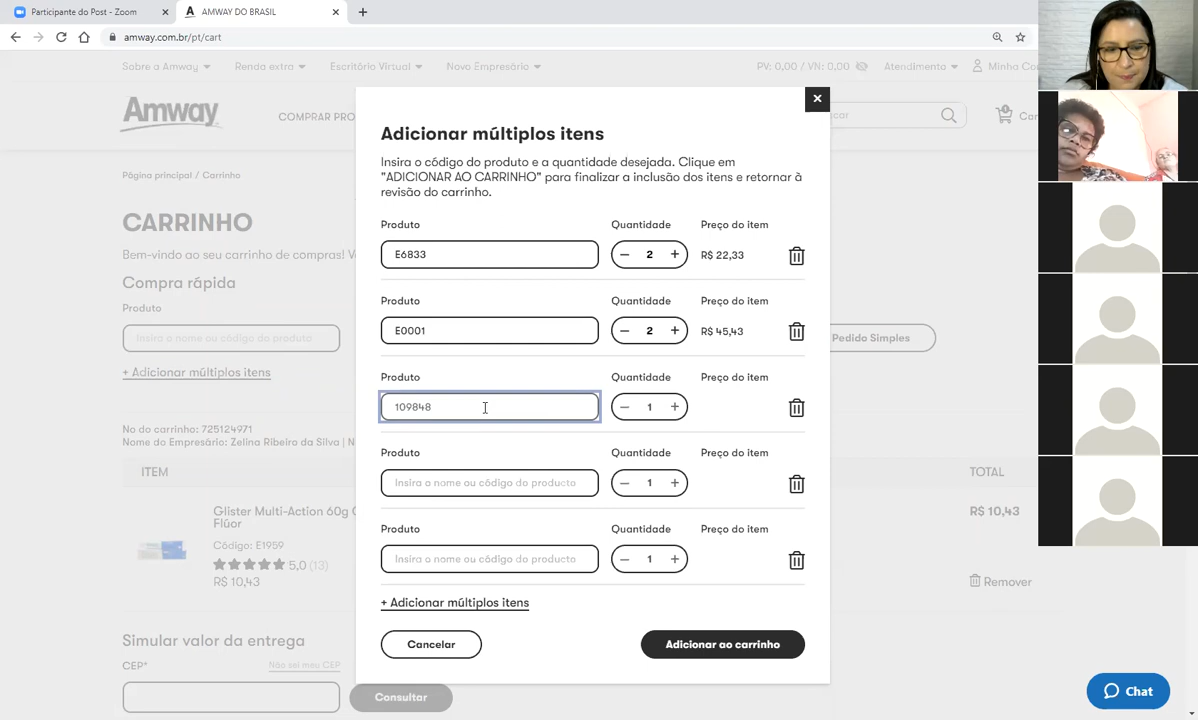 Participante do Post - Zoom
AMWAY DO BRASIL
amway.com.br/pt/cart
Sobre a Amway
Renda extra
Escritório Virtual
Novo Empresário
PV: 0,00 / VN: 0,00
Atendimento
Minha Co
Amway
COMPRAR PRO
car
0
Car
Página principal / Carrinho
CARRINHO
Bem-vindo ao seu carrinho de compras! V
Compra rápida
Produto
Insira o nome ou código do produto
Pedido Simples
+ Adicionar múltiplos itens
No do carrinho: 725124971
Nome do Empresário: Zelina Ribeiro da Silva | N
ITEM
TOTAL
Glister Multi-Action 60g C
Flúor
Código: E1959
5,0 (13)
R$ 10,43
R$ 10,43
Remover
Simular valor da entrega
CEP*
Não sei meu CEP
Consultar
Adicionar múltiplos itens
Insira o código do produto e a quantidade desejada. Clique em
"ADICIONAR AO CARRINHO" para finalizar a inclusão dos itens e retornar à
revisão do carrinho.
Produto Quantidade Preço do item
E6833 2 R$ 22,33
Produto Quantidade Preço do item
E0001 2 R$ 45,43
Produto Quantidade Preço do item
109848 1
Produto Quantidade Preço do item
Insira o nome ou código do producto 1
Produto Quantidade Preço do item
Insira o nome ou código do producto 1
+ Adicionar múltiplos itens
Cancelar
Adicionar ao carrinho
Chat